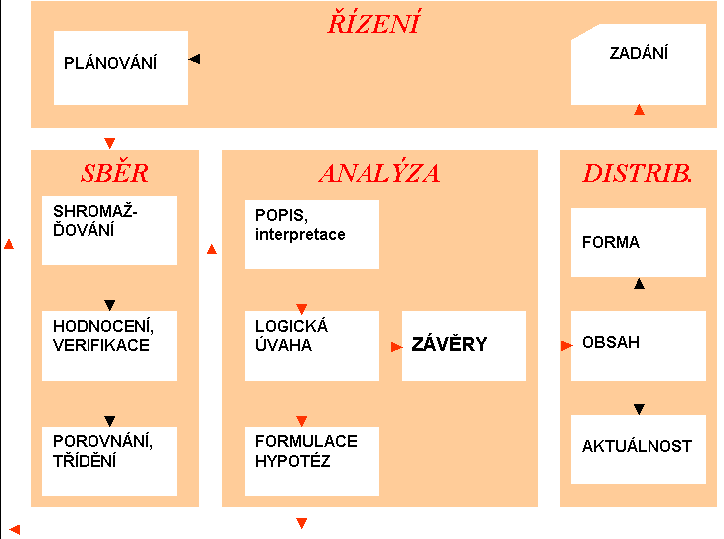 ŘÍZENÍ
PLÁNOVÁNÍ
ZADÁNÍ
SBĚR
SHROMAŽ-
ĎOVÁNÍ
HODNOCENÍ,
VERIFIKACE
POROVNÁNÍ,
TŘÍDĚNÍ
ANALÝZA
POPIS,
interpretace
LOGICKÁ
ÚVAHA
ZÁVĚRY
FORMULACE
HYPOTÉZ
DISTRIB.
FORMA
OBSAH
AKTUÁLNOST